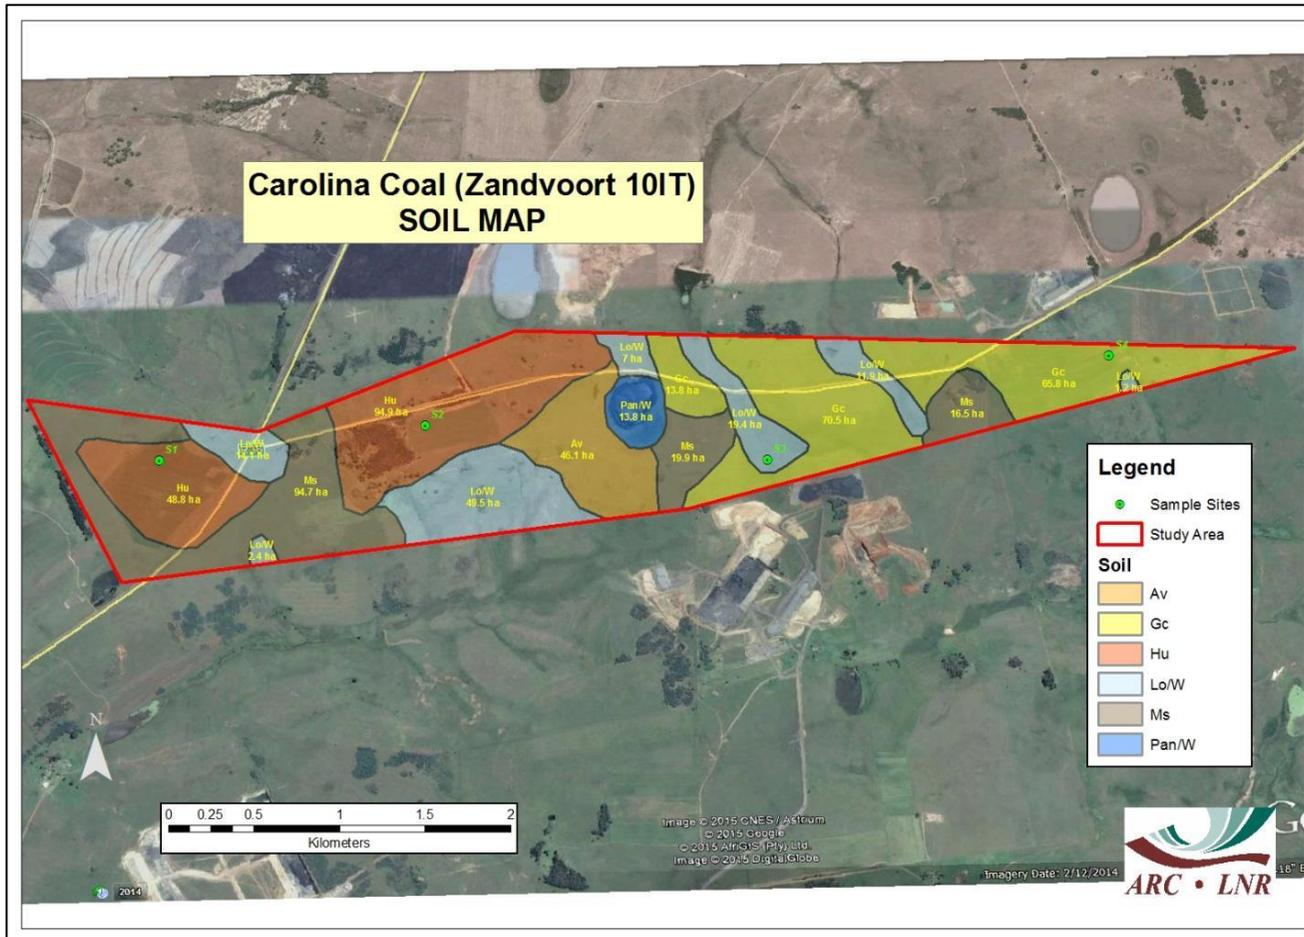 Carolina Coal (Zandvoort 10IT)
SOIL MAP
Lo/W
7 ha
Gc
13.8 ha
Lo/W
11.9 ha
S4
Gc
65.8 ha
Lo/W
1.2 ha
Hu
94.9 ha
S2
Pan/W
13.8 ha
Lo/W
19.4 ha
Gc
70.5 ha
Ms
16.5 ha
S1
Hu
48.8 ha
Lo/W
14.1 ha
Ms
94.7 ha
Av
46.1 ha
Ms
19.9 ha
S3
Lo/W
49.5 ha
Lo/W
2.4 ha
Legend
Sample Sites
Study Area
Soil
Av
Gc
Hu
Lo/W
Ms
Pan/W
N
0 0.25 0.5 1 1.5 2
Kilometers
Image © 2015 CNES / Astrium
© 2015 Google
© 2015 AfriGIS (Pty) Ltd.
Image © 2015 DigitalGlobe
2014
Imagery Date: 2/12/2014
ARC • LNR